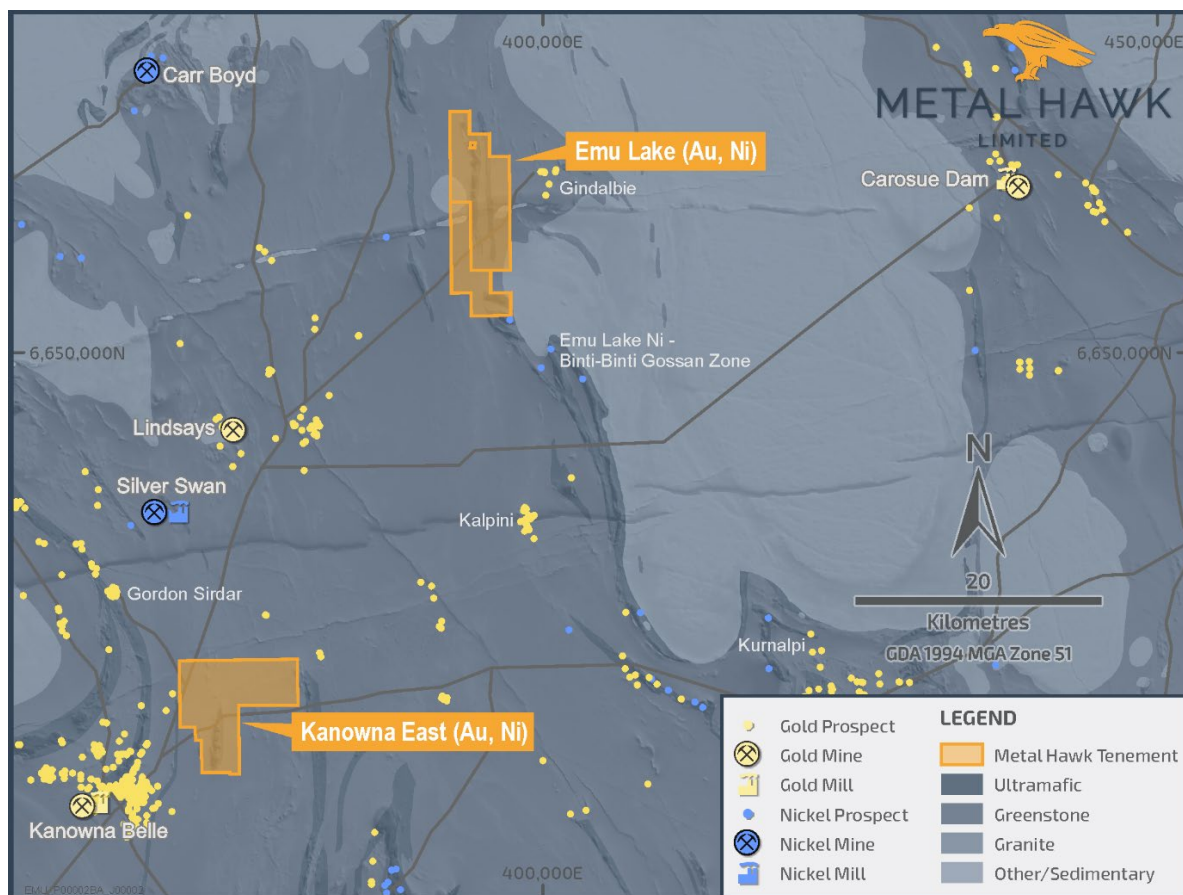 400,000E
450,000E
Carr Boyd
METAL HAWK
LIMITED
Emu Lake (Au, Ni)
Gindalbie
Carosue Dam
Emu Lake Ni -
Binti-Binti Gossan Zone
6,650,000N
6,650,000N
Lindsays
Silver Swan
Kalpini
N
20
Kilometres
GDA 1994 MGA Zone 51
Gordon Sirdar
Kurnalpi
Kanowna East (Au, Ni)
Kanowna Belle
400,000E
LEGEND
Gold Prospect
Gold Mine
Gold Mill
Nickel Prospect
Nickel Mine
Nickel Mill
Metal Hawk Tenement
Ultramafic
Greenstone
Granite
Other/Sedimentary